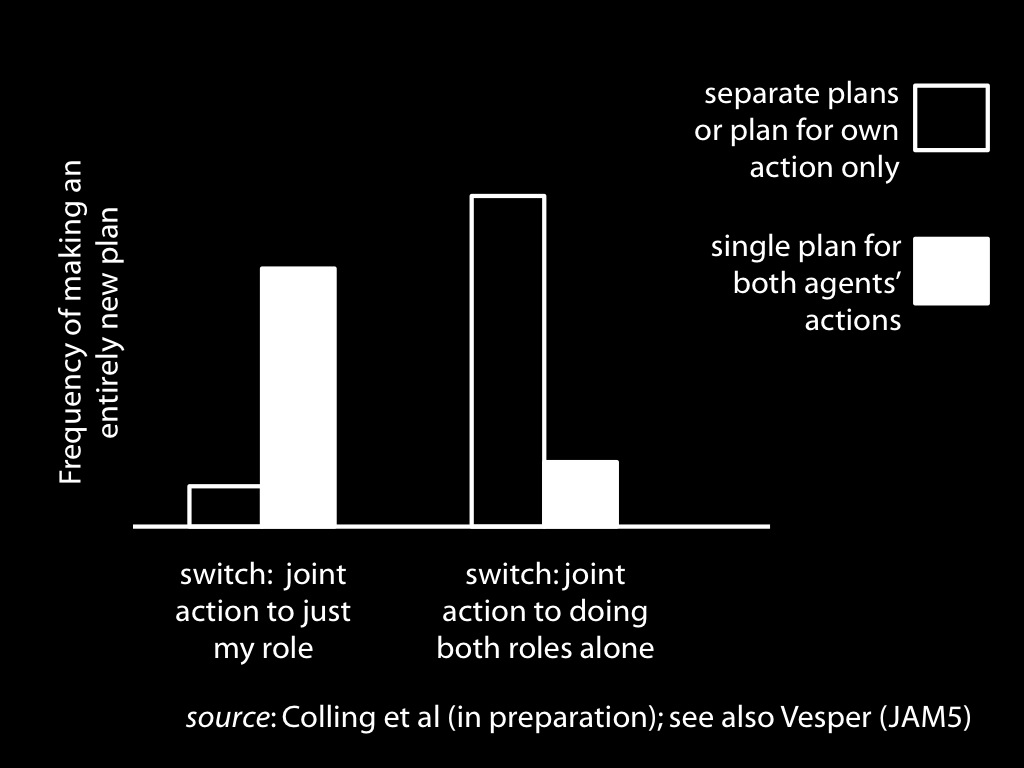 separate plans
or plan for own
action only
single plan for
both agents’
actions
Frequency of making an
entirely new plan
switch:  joint
action to just
my role
switch: joint
action to doing
both roles alone
source: Colling et al (in preparation); see also Vesper (JAM5)